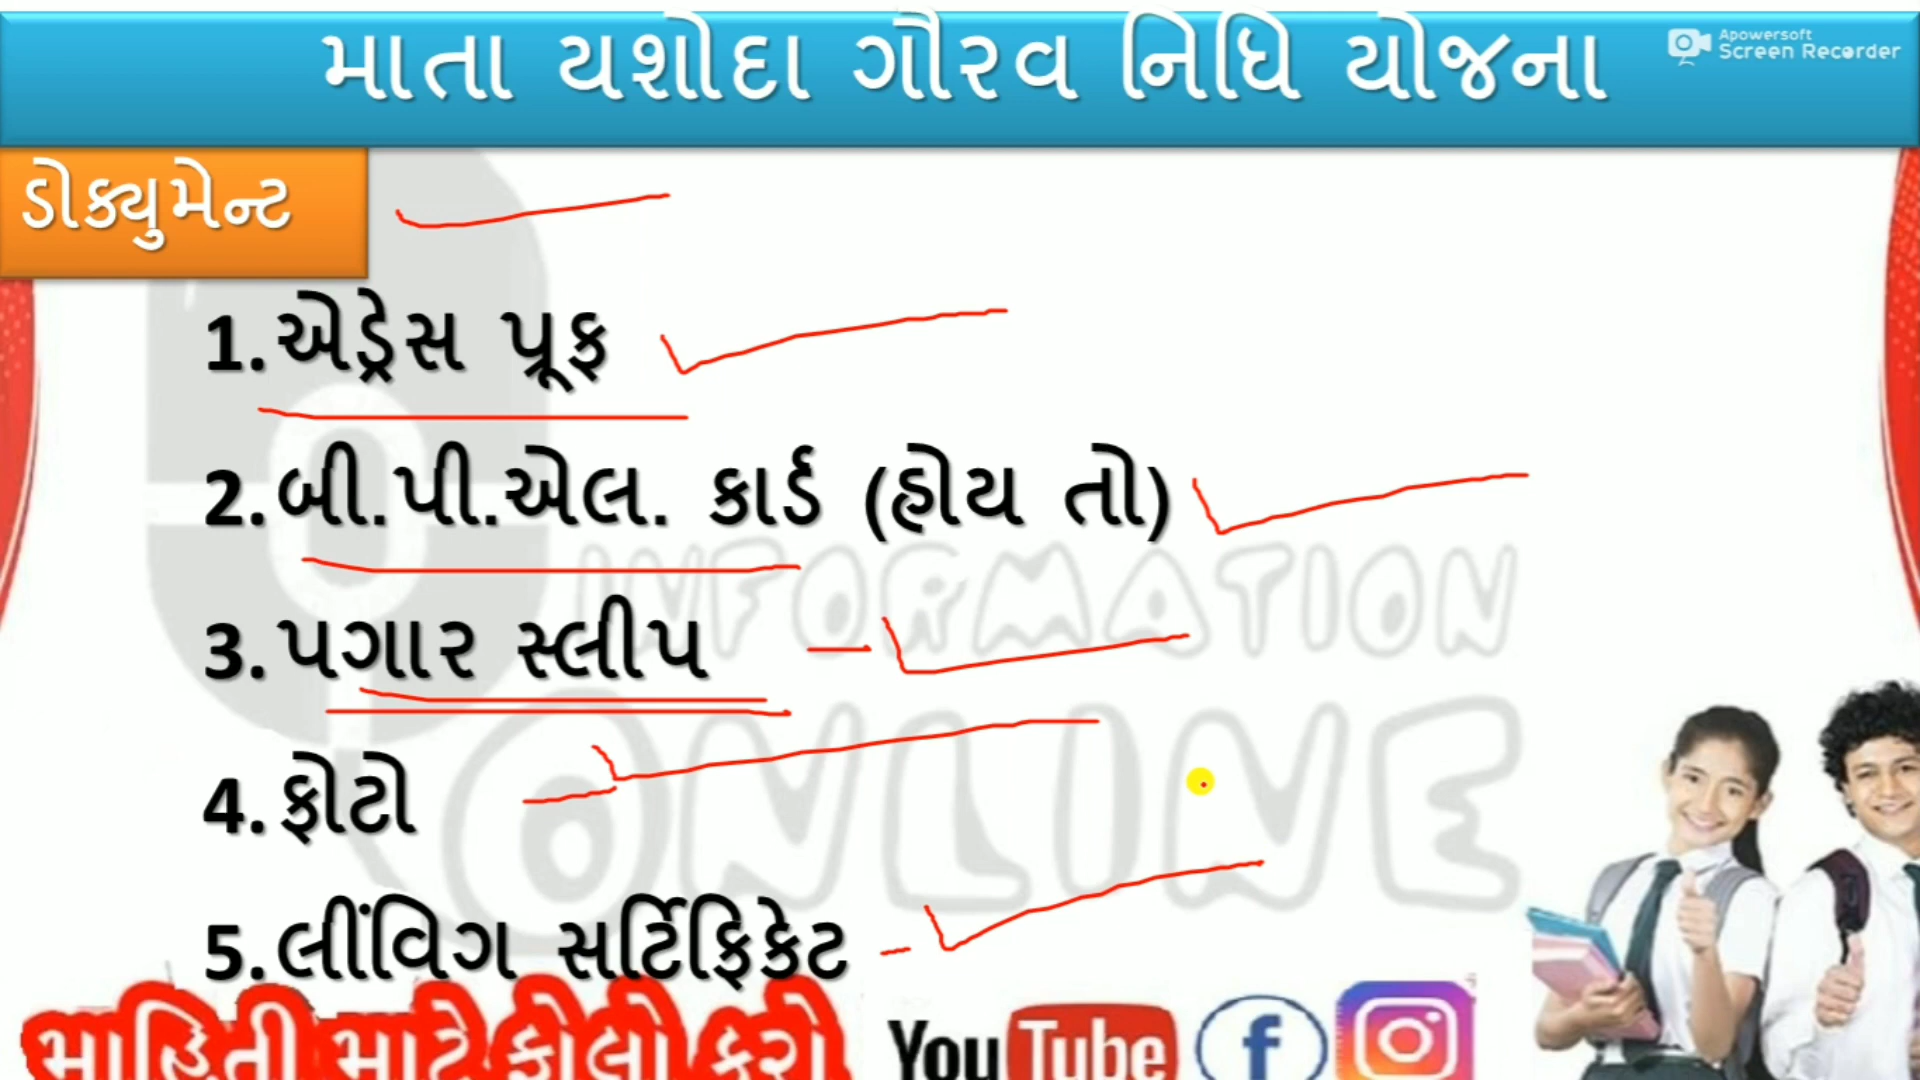 માતા યશોદા ગૌરવ નિધિ યોજના
Apowersoft
Screen Recorder
ડોક્યુમેન્ટ
1.એડ્રેસ પ્રૂફ
2.બી.પી.એલ. કાર્ડ (હોય તો)
3.પગાર સ્લીપ
4.ફોટો
5.લીંવિગ સર્ટિફિકેટ
INFORMATION
ONLINE
માહિતી માટે ફોલો કરો
YouTube
f